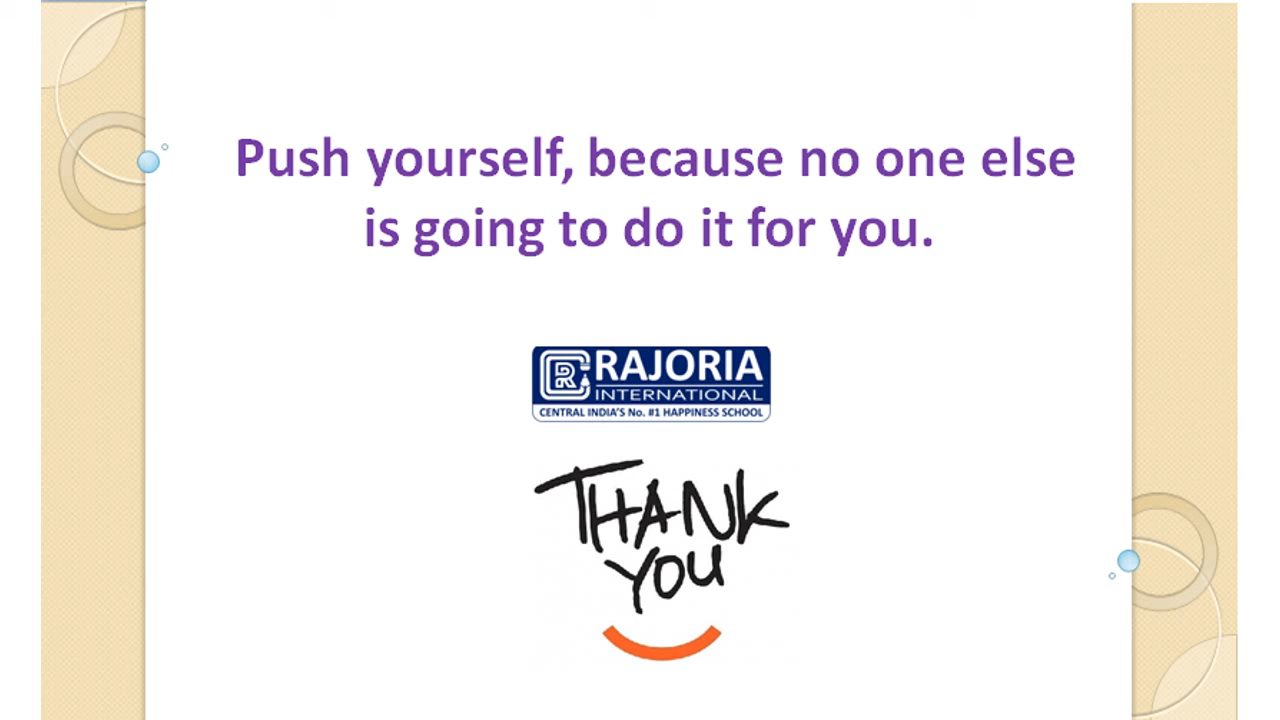 Push yourself, because no one else
is going to do it for you.
RAJORIA
INTERNATIONAL
CENTRAL INDIA'S No. #1 HAPPINESS SCHOOL
THANK
YOU